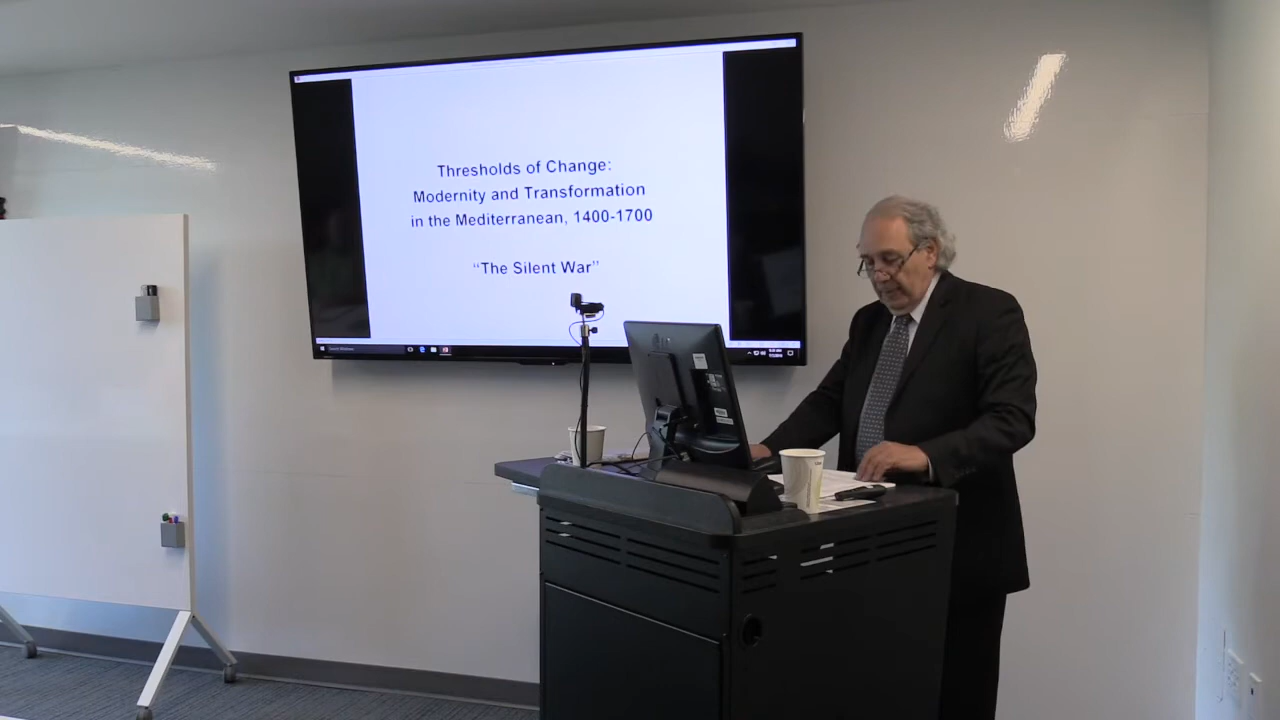 Thresholds of Change:
Modernity and Transformation
in the Mediterranean, 1400-1700
“The Silent War”